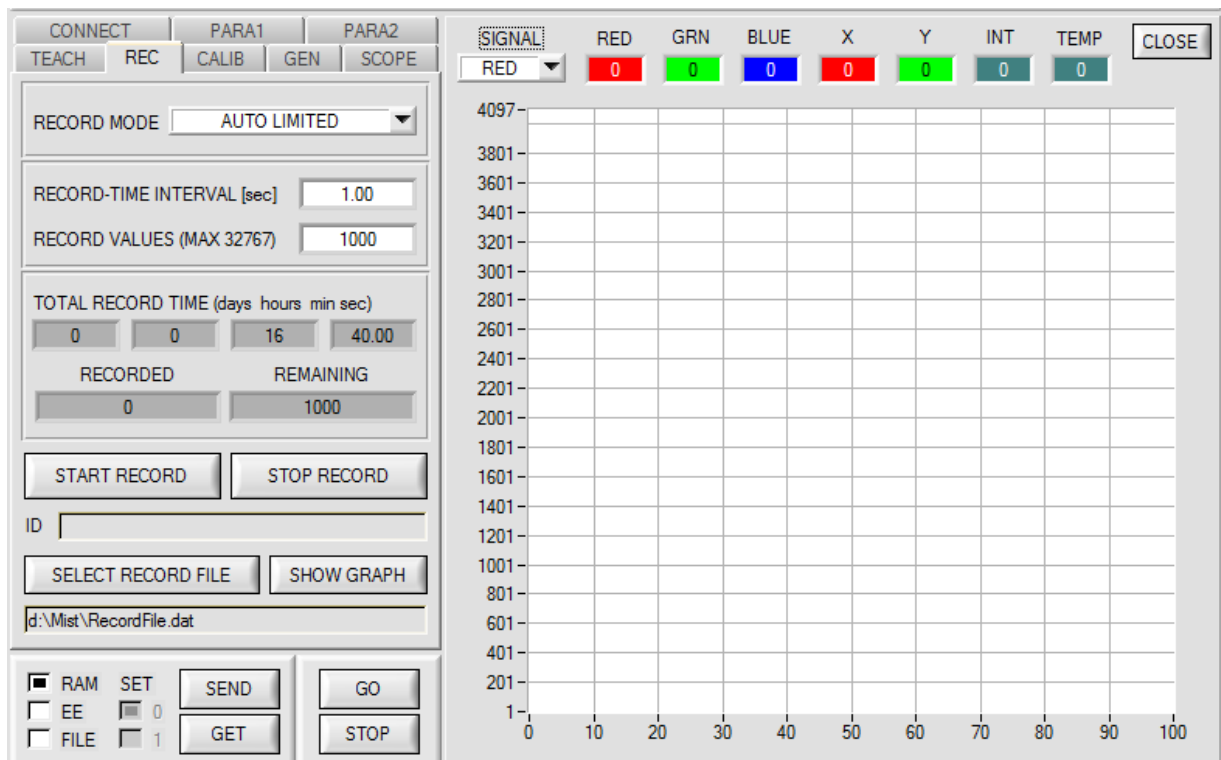 CONNECT PARA1 PARA2
TEACH REC CALIB GEN SCOPE
RECORD MODE AUTO LIMITED
RECORD-TIME INTERVAL [sec] 1.00
RECORD VALUES (MAX 32767) 1000
TOTAL RECORD TIME (days hours min sec)
0 0 16 40.00
RECORDED REMAINING
0 1000
START RECORD STOP RECORD
ID
SELECT RECORD FILE SHOW GRAPH
d:\Mist\RecordFile.dat
RAM SET SEND GO
EE 0
FILE 1 GET STOP
SIGNAL RED GRN BLUE X Y INT TEMP CLOSE
RED 0 0 0 0 0 0 0
4097
3801
3601
3401
3201
3001
2801
2601
2401
2201
2001
1801
1601
1401
1201
1001
801
601
401
201
1
0 10 20 30 40 50 60 70 80 90 100